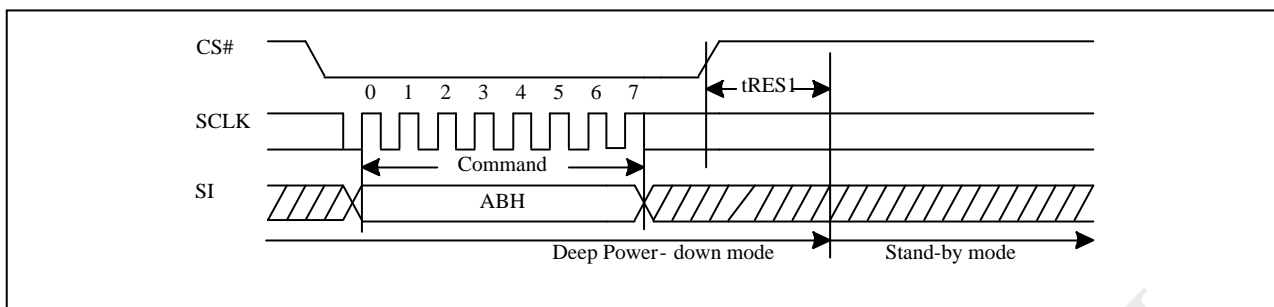 CS#
tRES1
0 1 2 3 4 5 6 7
SCLK
Command
SI
ABH
Deep Power- down mode Stand-by mode